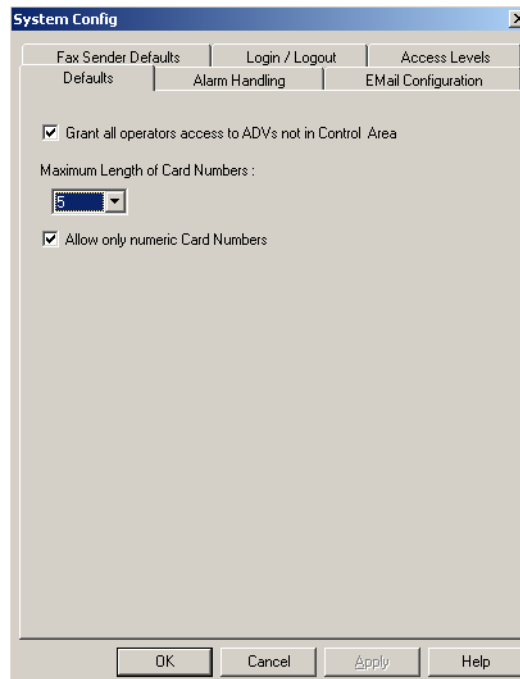 System Config
Fax Sender Defaults Login / Logout Access Levels
Defaults Alarm Handling EMail Configuration
Grant all operators access to ADVs not in Control Area
Maximum Length of Card Numbers :
5
Allow only numeric Card Numbers
OK Cancel Apply Help